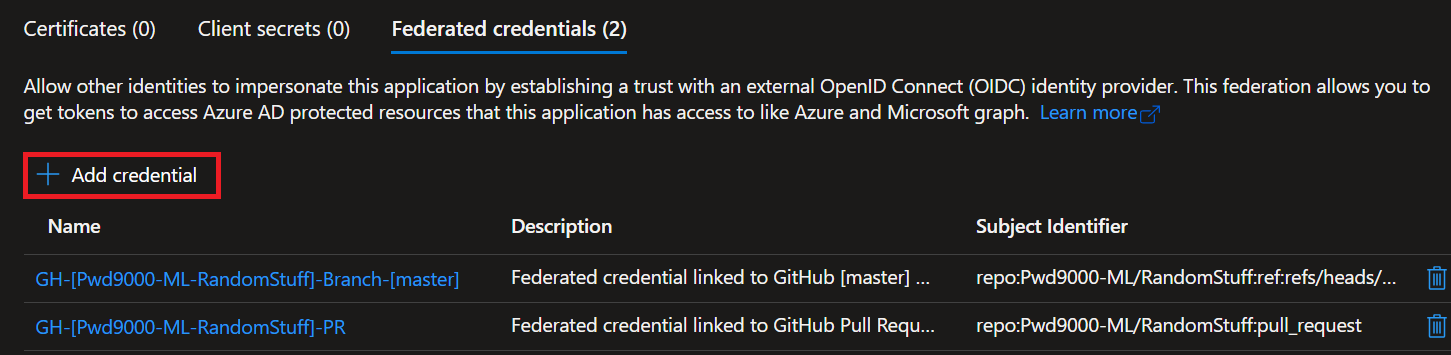 Certificates (0) Client secrets (0) Federated credentials (2)
Allow other identities to impersonate this application by establishing a trust with an external OpenID Connect (OIDC) identity provider. This federation allows you to
get tokens to access Azure AD protected resources that this application has access to like Azure and Microsoft graph. Learn more
Add credential
Name Description Subject Identifier
GH-[Pwd9000-ML-RandomStuff]-Branch-[master] Federated credential linked to GitHub [master] ... repo:Pwd9000-ML/RandomStuff:ref:refs/heads/...
GH-[Pwd9000-ML-RandomStuff]-PR Federated credential linked to GitHub Pull Requ... repo:Pwd9000-ML/RandomStuff:pull_request